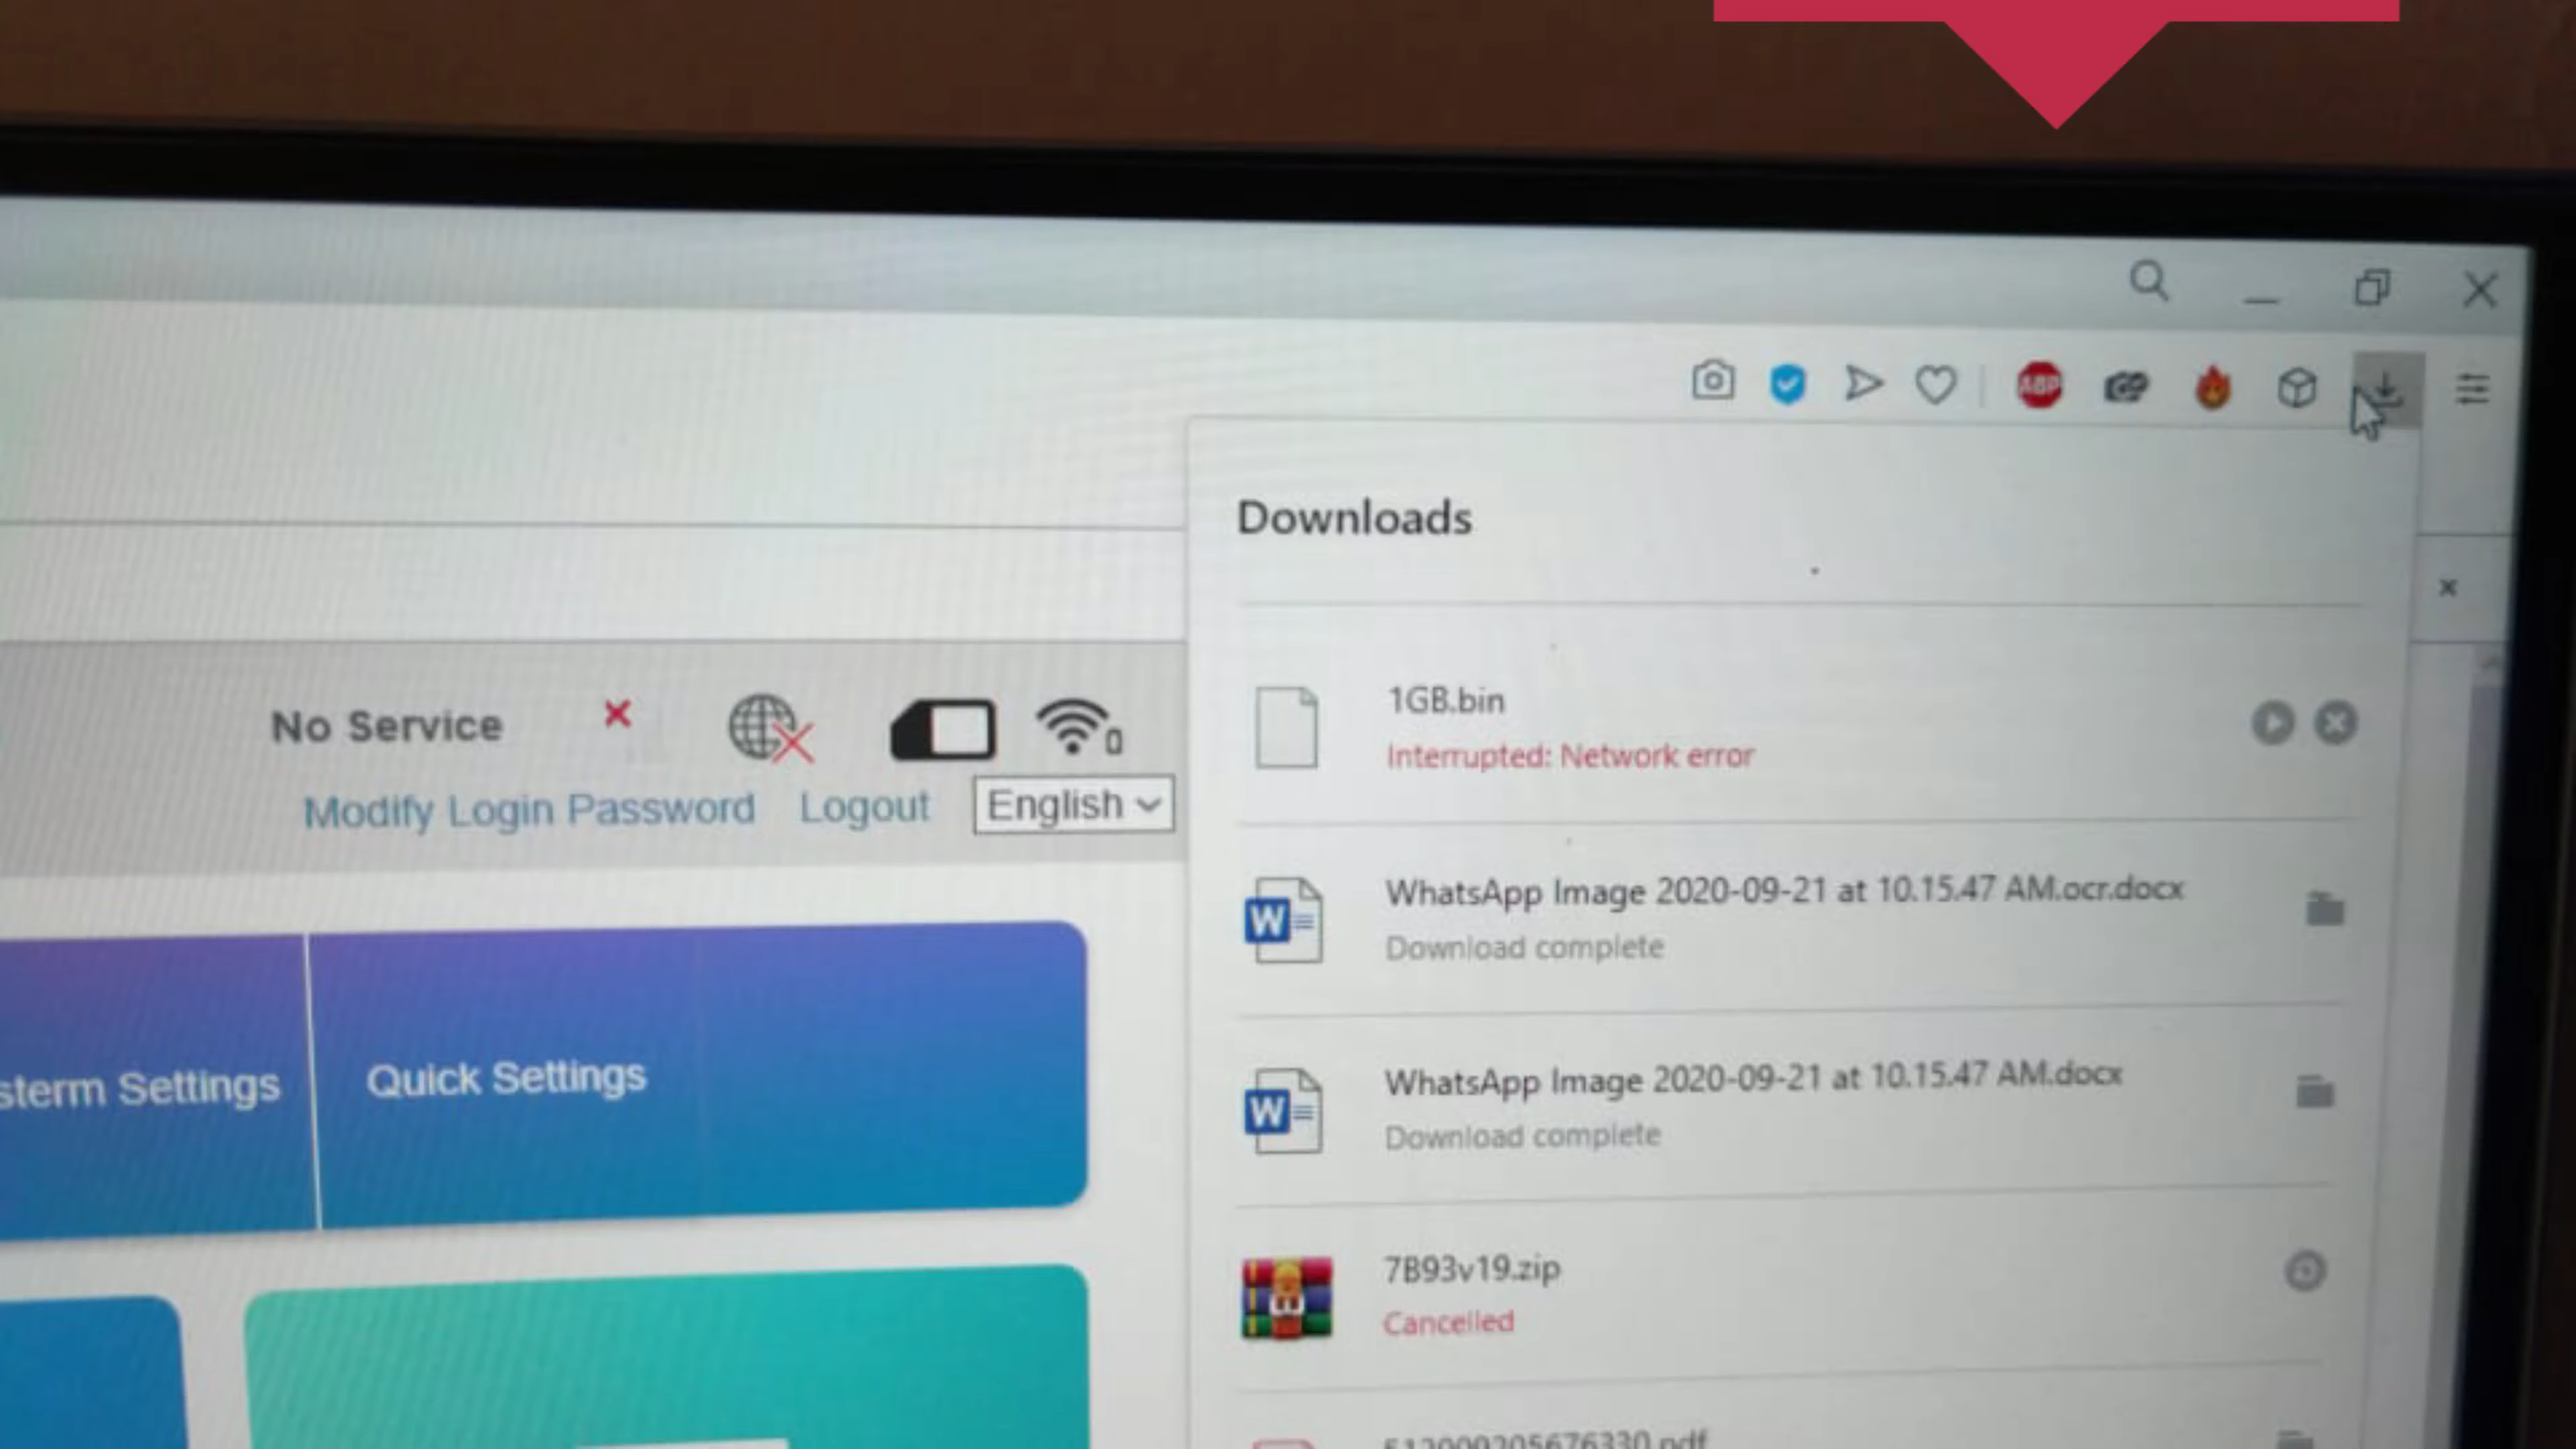 ABP
Downloads
1GB.bin
Interrupted: Network error
No Service
0
Modify Login Password
Logout
English
WhatsApp Image 2020-09-21 at 10.15.47 AM.ocr.docx
Download complete
sterm Settings
Quick Settings
WhatsApp Image 2020-09-21 at 10.15.47 AM.docx
Download complete
7B93v19.zip
Cancelled